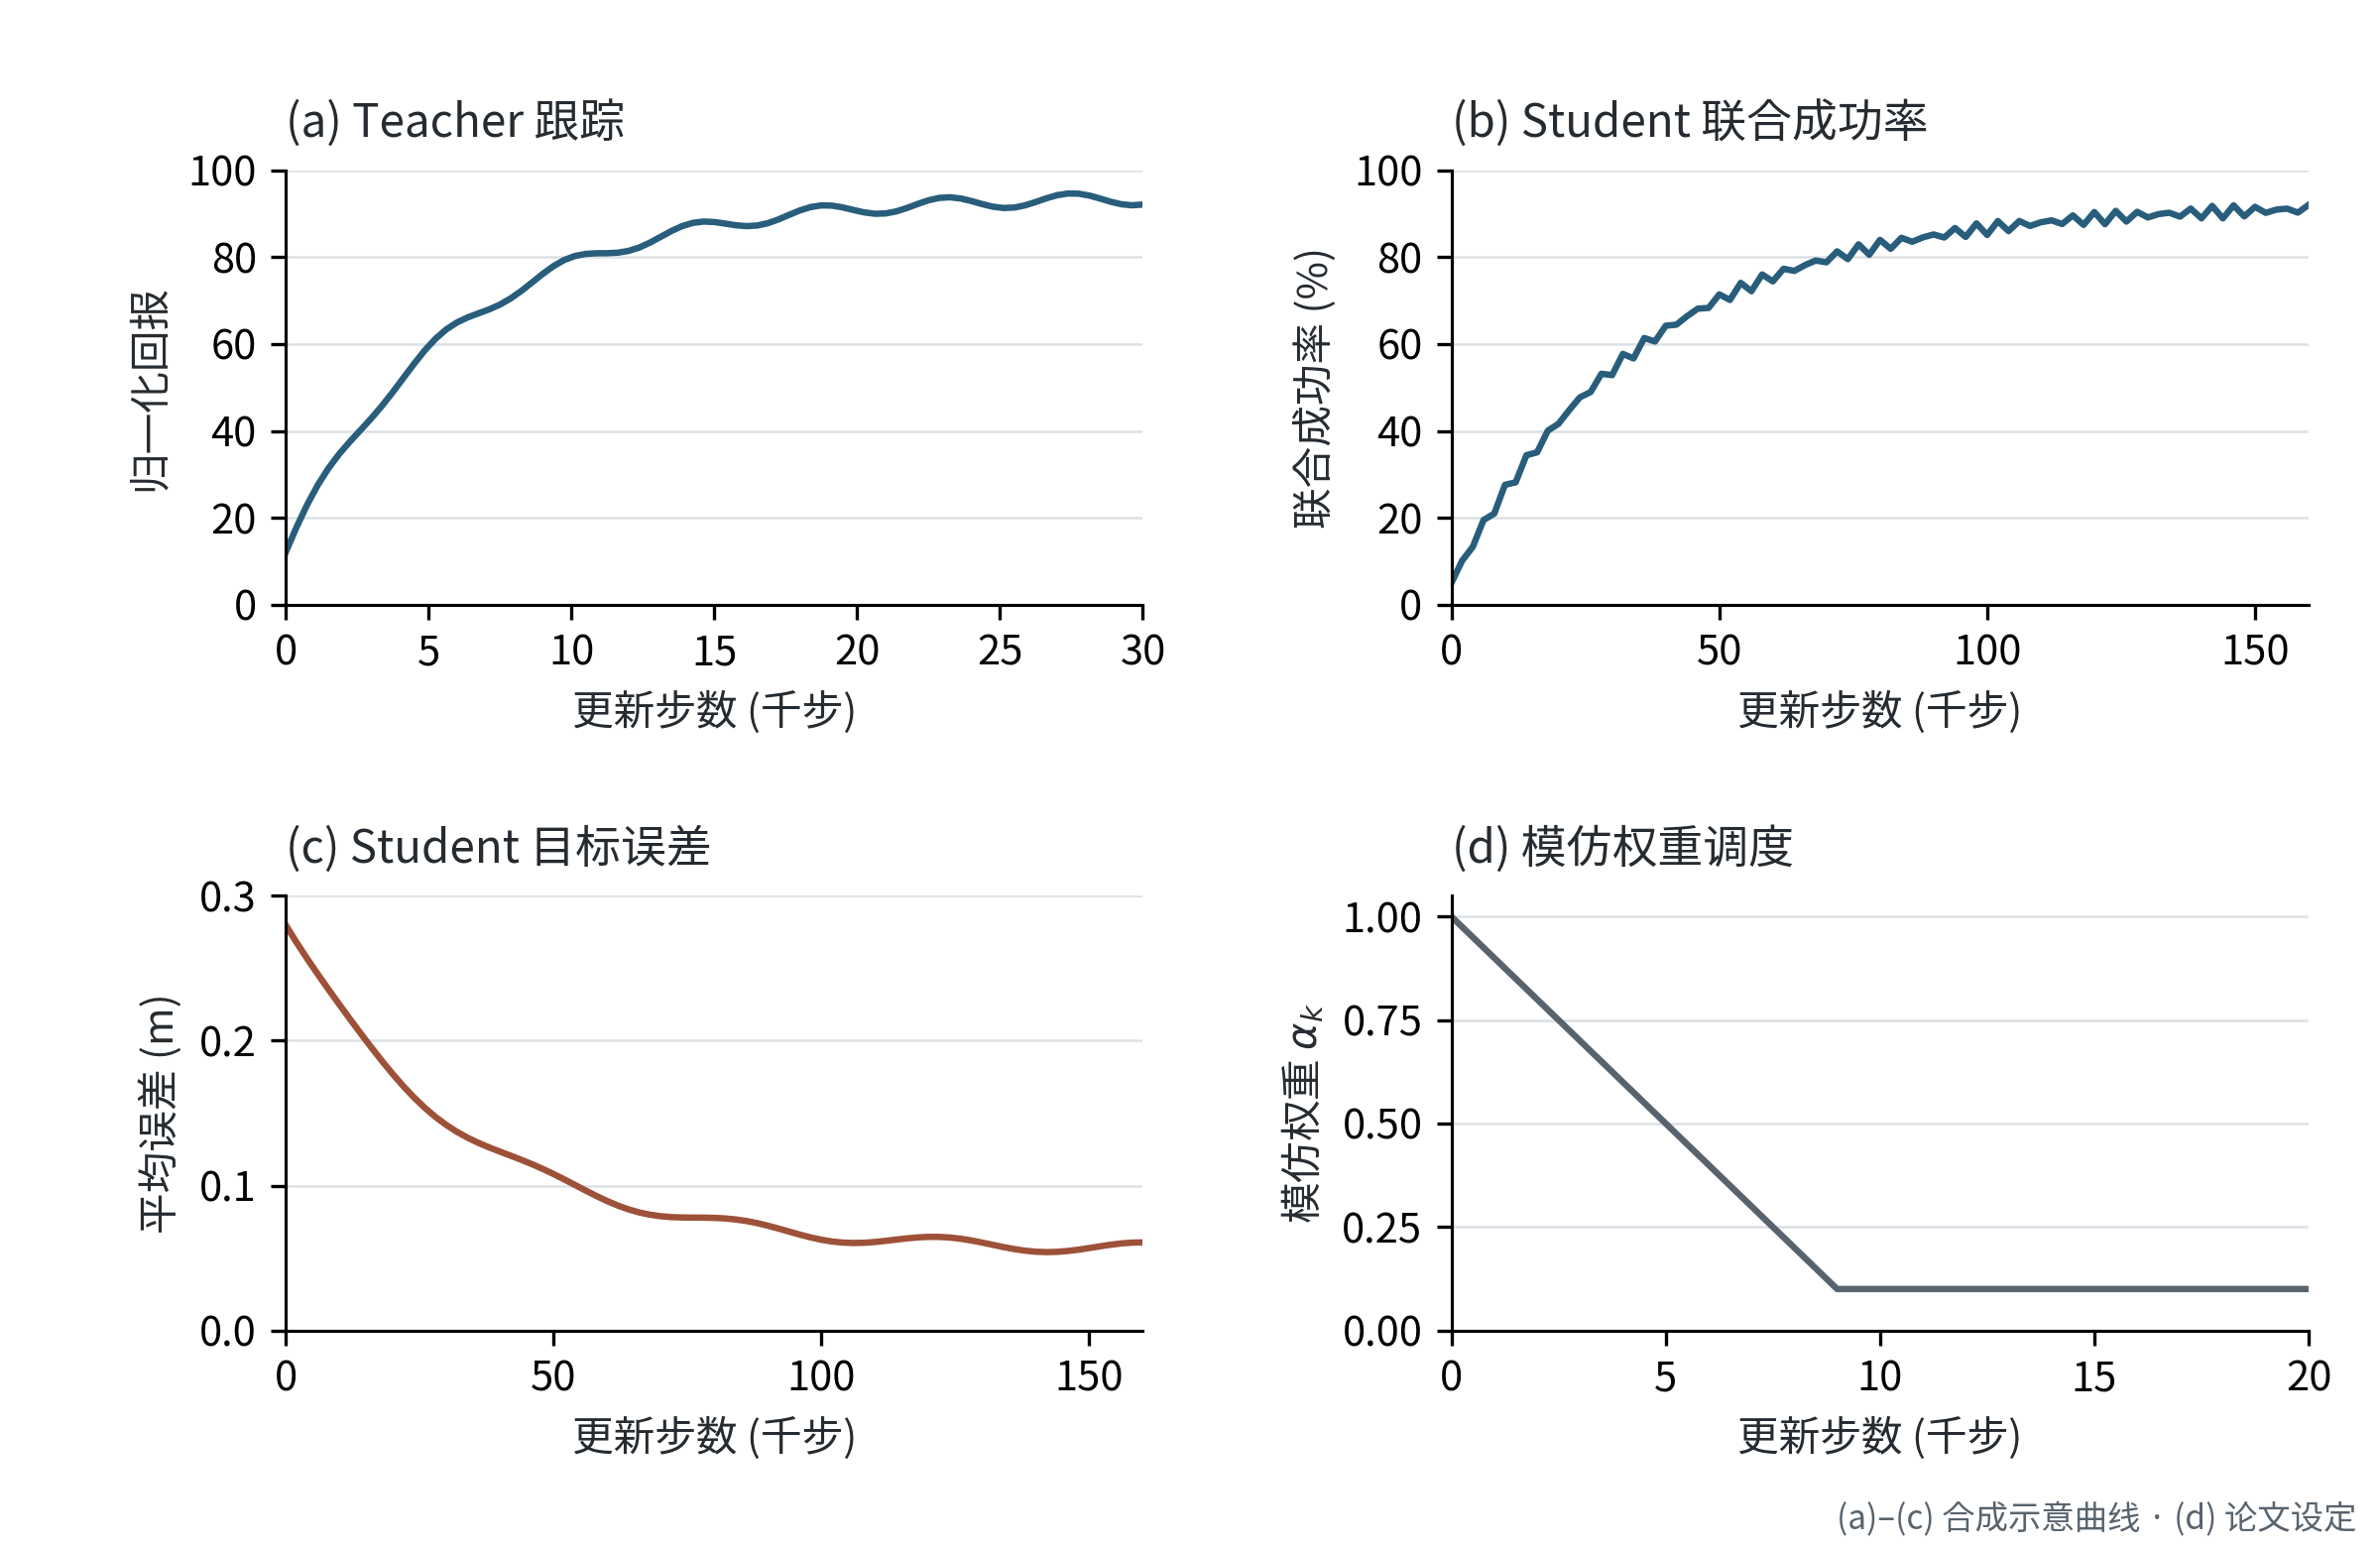 (a) Teacher 跟踪
100
80
60
40
20
0
归一化回报
0 5 10 15 20 25 30
更新步数 (千步)
(b) Student 联合成功率
100
80
60
40
20
0
联合成功率 (%)
0 50 100 150
更新步数 (千步)
(c) Student 目标误差
0.3
0.2
0.1
0.0
平均误差 (m)
0 50 100 150
更新步数 (千步)
(d) 模仿权重调度
1.00
0.75
0.50
0.25
0.00
模仿权重 αk
0 5 10 15 20
更新步数 (千步)
(a)–(c) 合成示意曲线 · (d) 论文设定